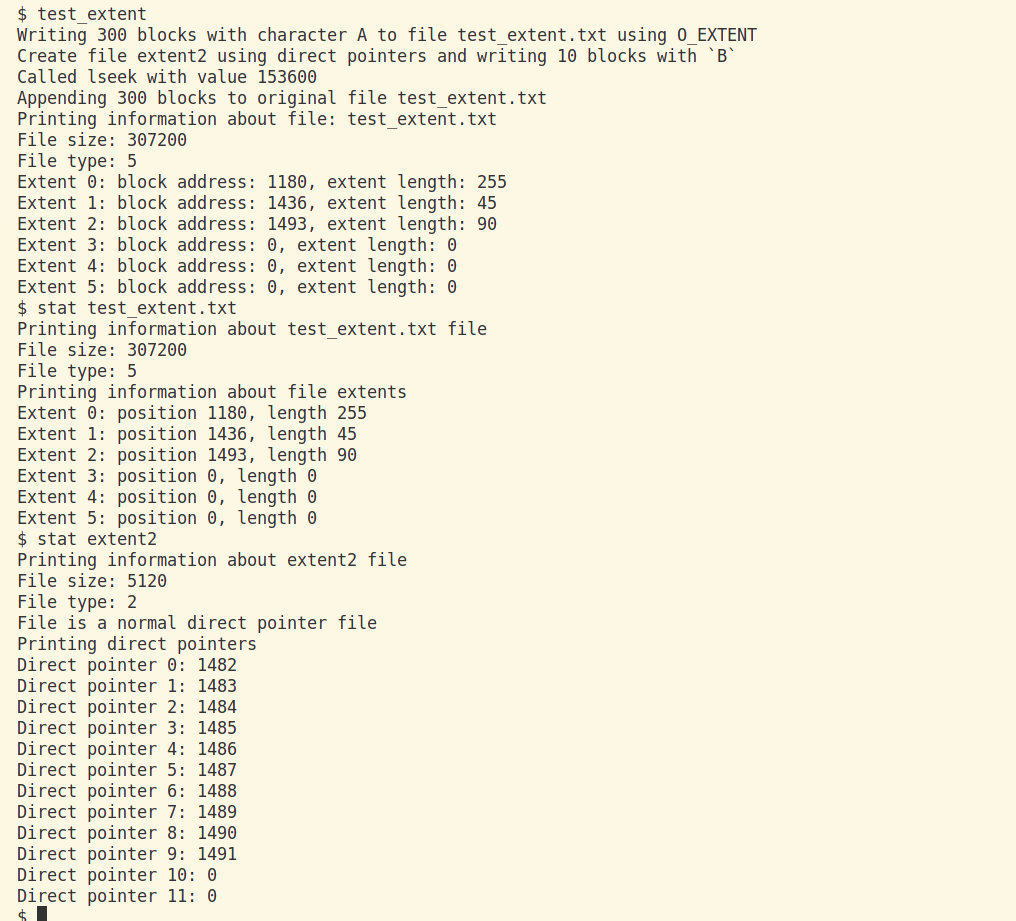 $ test_extent
Writing 300 blocks with character A to file test_extent.txt using O_EXTENT
Create file extent2 using direct pointers and writing 10 blocks with `B`
Called lseek with value 153600
Appending 300 blocks to original file test_extent.txt
Printing information about file: test_extent.txt
File size: 307200
File type: 5
Extent 0: block address: 1180, extent length: 255
Extent 1: block address: 1436, extent length: 45
Extent 2: block address: 1493, extent length: 90
Extent 3: block address: 0, extent length: 0
Extent 4: block address: 0, extent length: 0
Extent 5: block address: 0, extent length: 0
$ stat test_extent.txt
Printing information about test_extent.txt file
File size: 307200
File type: 5
Printing information about file extents
Extent 0: position 1180, length 255
Extent 1: position 1436, length 45
Extent 2: position 1493, length 90
Extent 3: position 0, length 0
Extent 4: position 0, length 0
Extent 5: position 0, length 0
$ stat extent2
Printing information about extent2 file
File size: 5120
File type: 2
File is a normal direct pointer file
Printing direct pointers
Direct pointer 0: 1482
Direct pointer 1: 1483
Direct pointer 2: 1484
Direct pointer 3: 1485
Direct pointer 4: 1486
Direct pointer 5: 1487
Direct pointer 6: 1488
Direct pointer 7: 1489
Direct pointer 8: 1490
Direct pointer 9: 1491
Direct pointer 10: 0
Direct pointer 11: 0
$